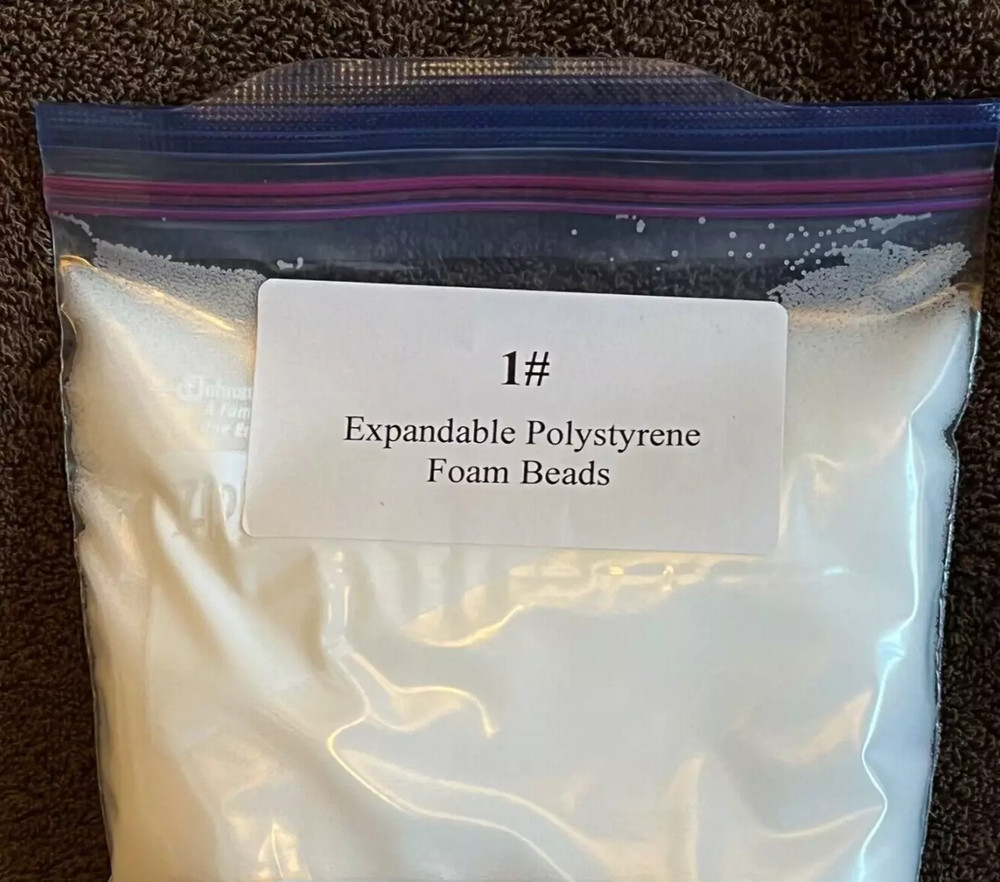 1#
Expandable Polystyrene
Foam Beads